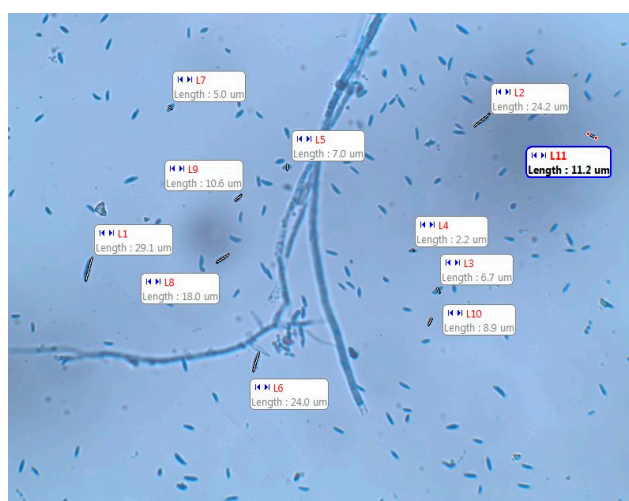 L7
Length : 5.0 um
L2
Length : 24.2 um
L5
Length : 7.0 um
L11
Length : 11.2 um
L9
Length : 10.6 um
L4
Length : 2.2 um
L1
Length : 29.1 um
L3
Length : 6.7 um
L8
Length : 18.0 um
L10
Length : 8.9 um
L6
Length : 24.0 um